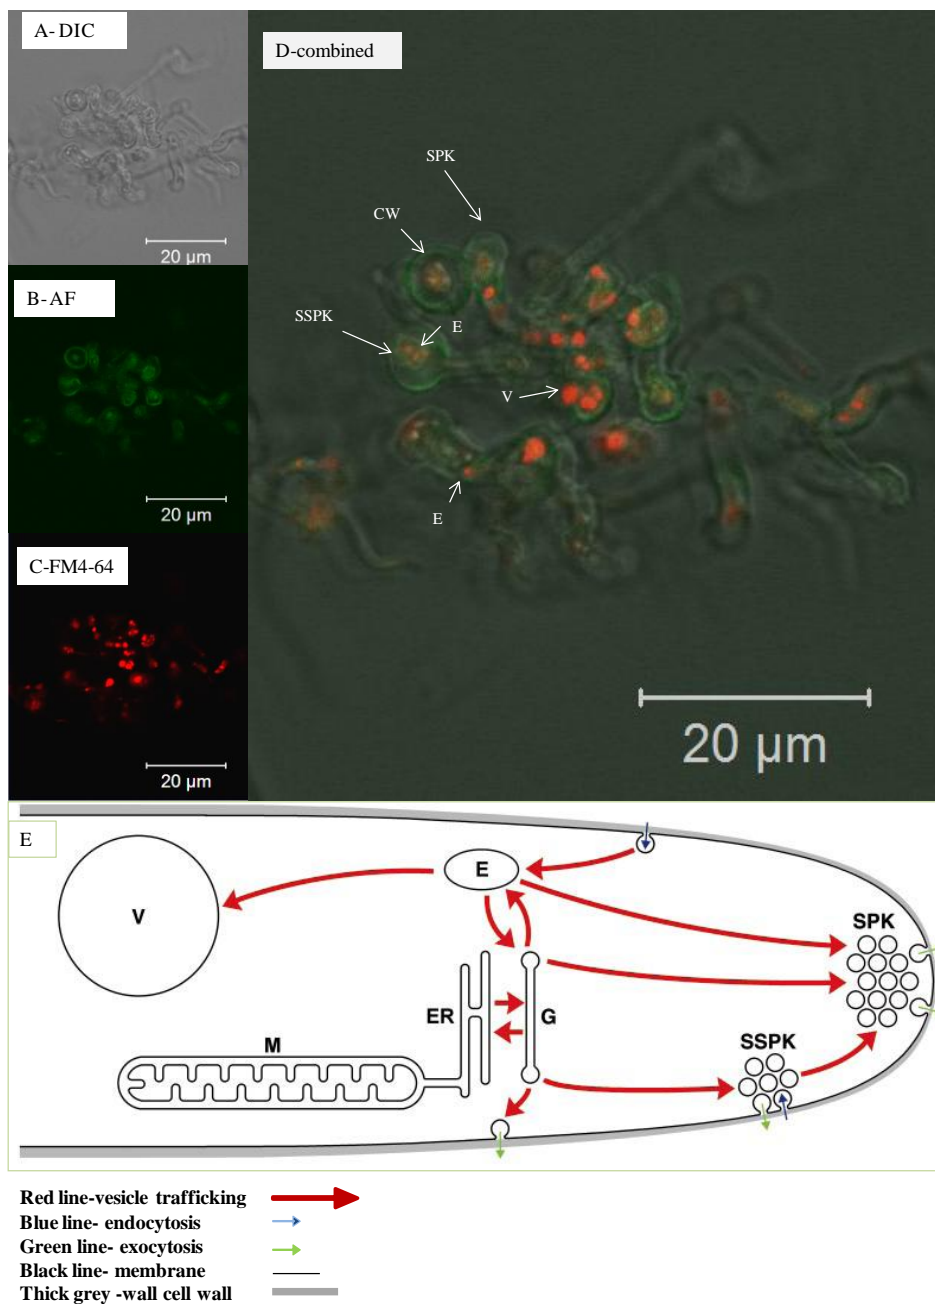 A- DIC
20 µm
B- AF
20 µm
C-FM4-64
20 µm
D-combined
SPK
CW
SSPK
E
V
E
20 µm
E
E
V
SPK
ER
G
M
SSPK
Red line-vesicle trafficking
Blue line- endocytosis
Green line- exocytosis
Black line- membrane
Thick grey -wall cell wall